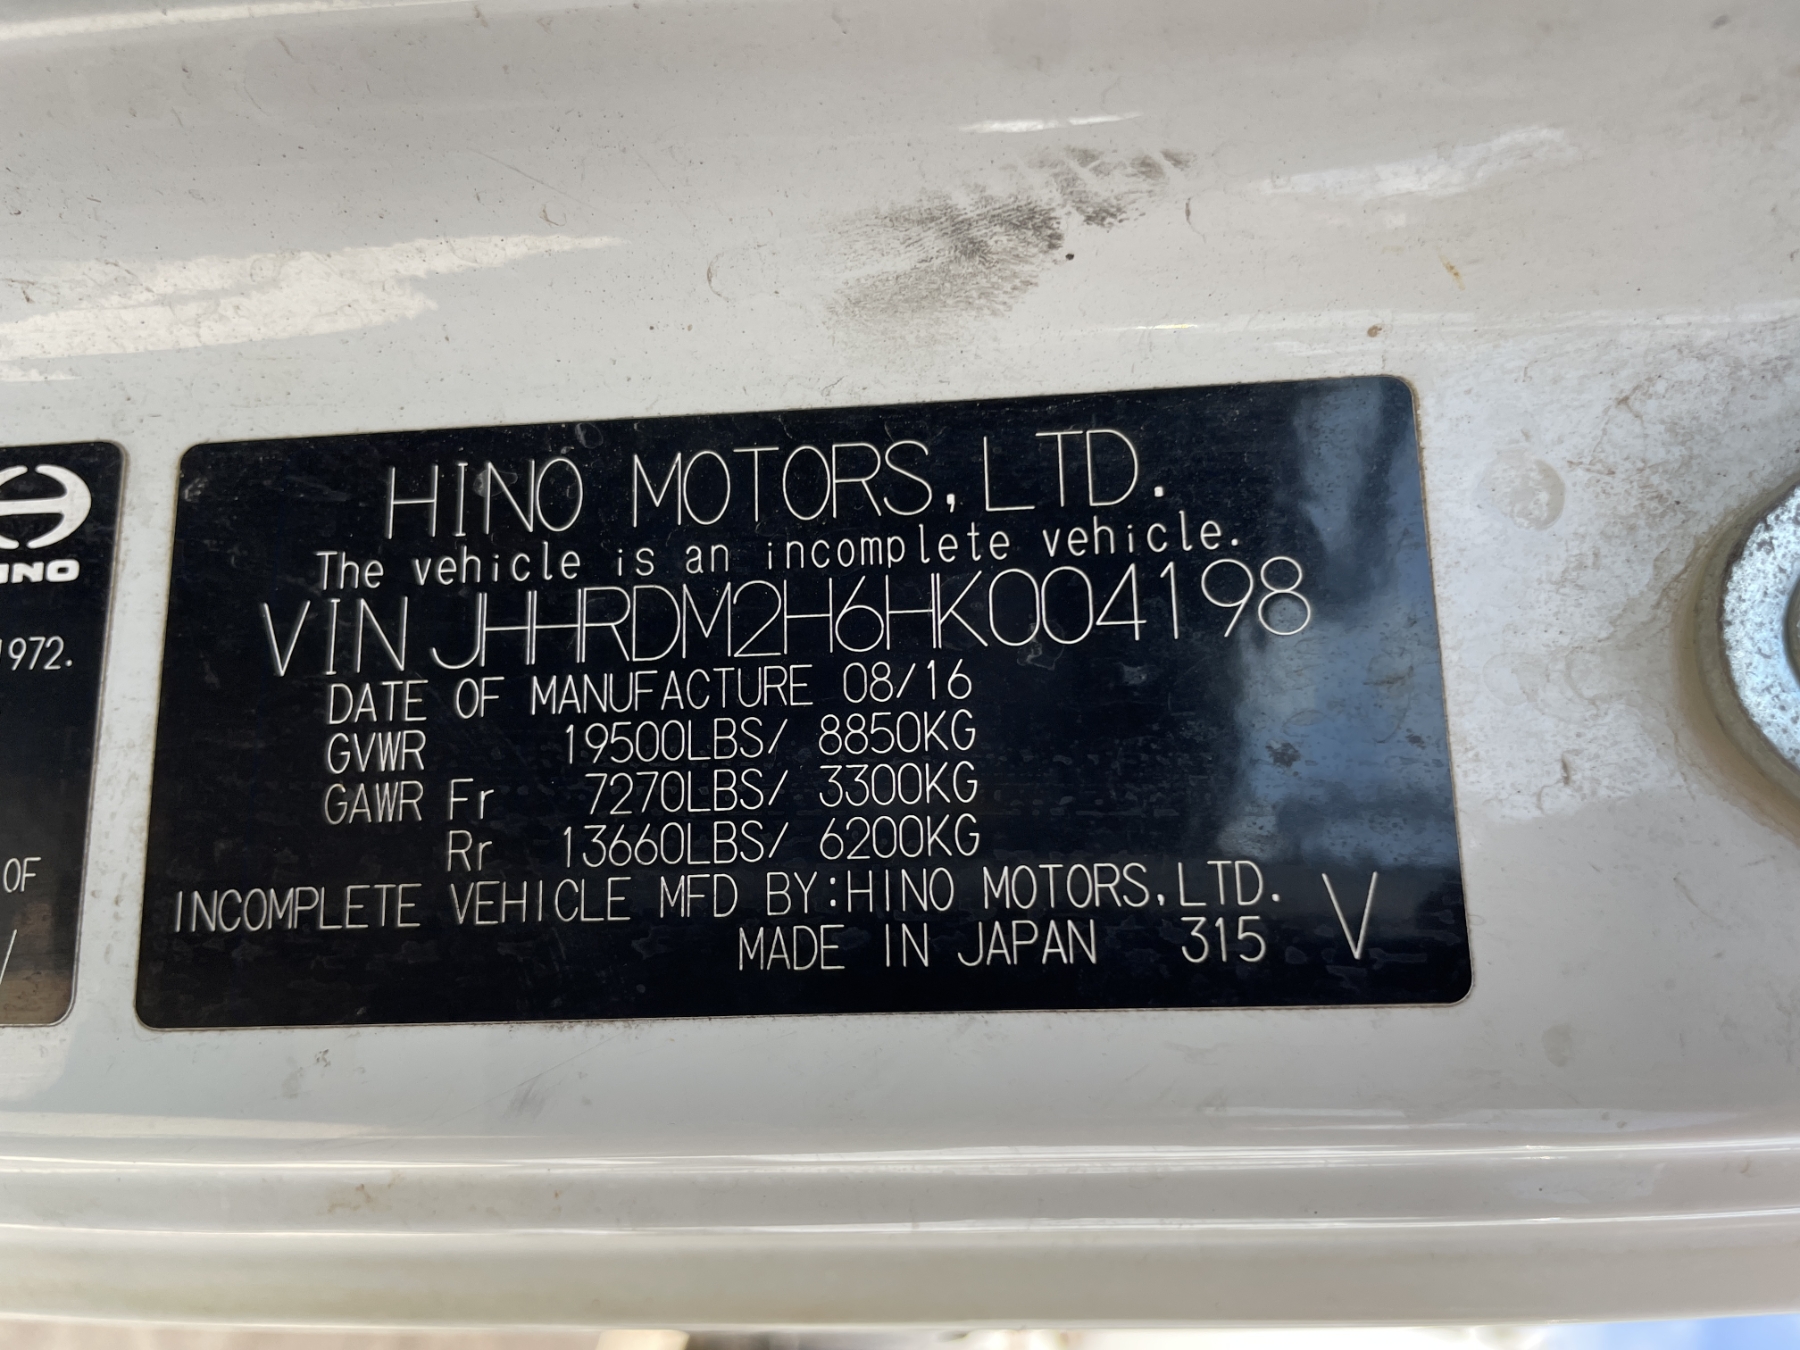 INO
1972.
OF
HINO MOTORS, LTD.
The vehicle is an incomplete vehicle.
VIN JHHRDM2H6HK004198
DATE OF MANUFACTURE 08/16
GVWR 19500LBS/ 8850KG
GAWR Fr 7270LBS/ 3300KG
Rr 13660LBS/ 6200KG
INCOMPLETE VEHICLE MFD BY:HINO MOTORS, LTD.
MADE IN JAPAN 315 V